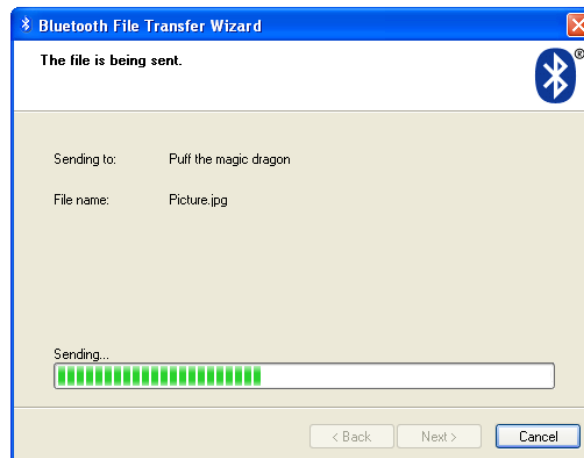 Bluetooth File Transfer Wizard
The file is being sent.
®
Sending to: Puff the magic dragon
File name: Picture.jpg
Sending...
< Back Next > Cancel